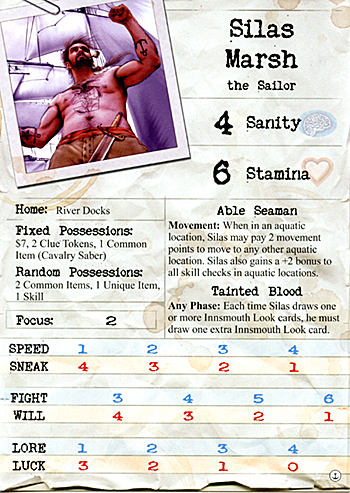 Silas
Marsh
the Sailor
4 Sanity
6 Stamina
Home: River Docks
Fixed Possessions:
$7, 2 Clue Tokens, 1 Common
Item (Cavalry Saber)
Random Possessions:
2 Common Items, 1 Unique Item,
1 Skill
Focus: 2
Able Seaman
Movement: When in an aquatic
location, Silas may pay 2 movement
points to move to any other aquatic
location. Silas also gains a +2 bonus to
all skill checks in aquatic locations.
Tainted Blood
Any Phase: Each time Silas draws one
or more Innsmouth Look cards, he must
draw one extra Innsmouth Look card.
SPEED 1 2 3 4
SNEAK 4 3 2 1
FIGHT 3 4 5 6
WILL 4 3 2 1
LORE 1 2 3 4
LUCK 3 2 1 0